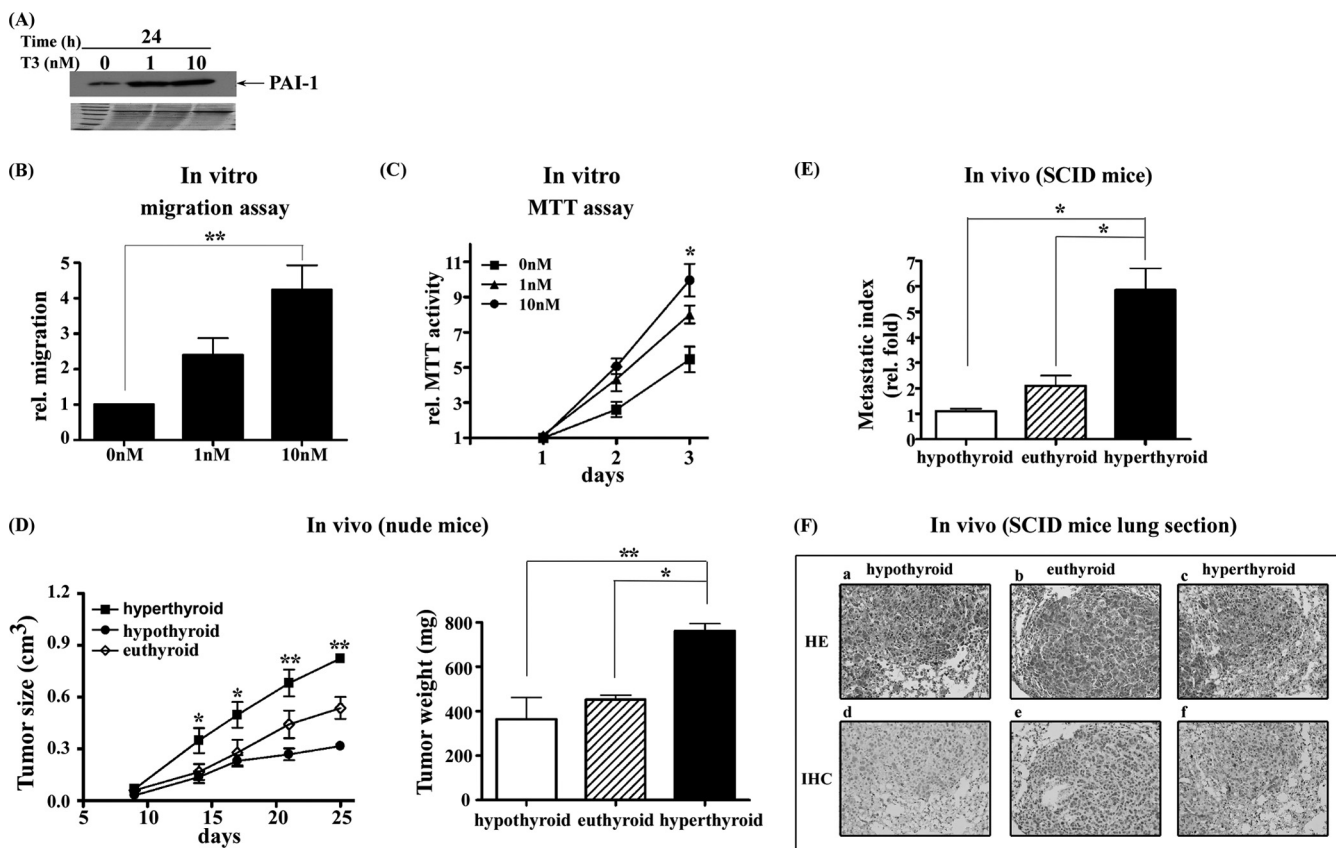 (A)
Time (h) 24
T3 (nM) 0 1 10
PAI-1
(B) In vitro
migration assay
**
rel. migration
5
4
3
2
1
0
0nM 1nM 10nM
(C) In vitro
MTT assay
*
0nM
1nM
10nM
rel. MTT activity
11
9
7
5
3
1
1 2 3
days
(E) In vivo (SCID mice)
*
*
Metastatic index
(rel. fold)
7
6
5
4
3
2
1
0
hypothyroid euthyroid hyperthyroid
(D) In vivo (nude mice)
hyperthyroid
hypothyroid
euthyroid
* * ** **
Tumor size (cm3)
1.2
0.9
0.6
0.3
0.0
5 10 15 20 25
days
**
*
Tumor weight (mg)
800
600
400
200
0
hypothyroid euthyroid hyperthyroid
(F) In vivo (SCID mice lung section)
hypothyroid euthyroid hyperthyroid
a b c
HE
d e f
IHC